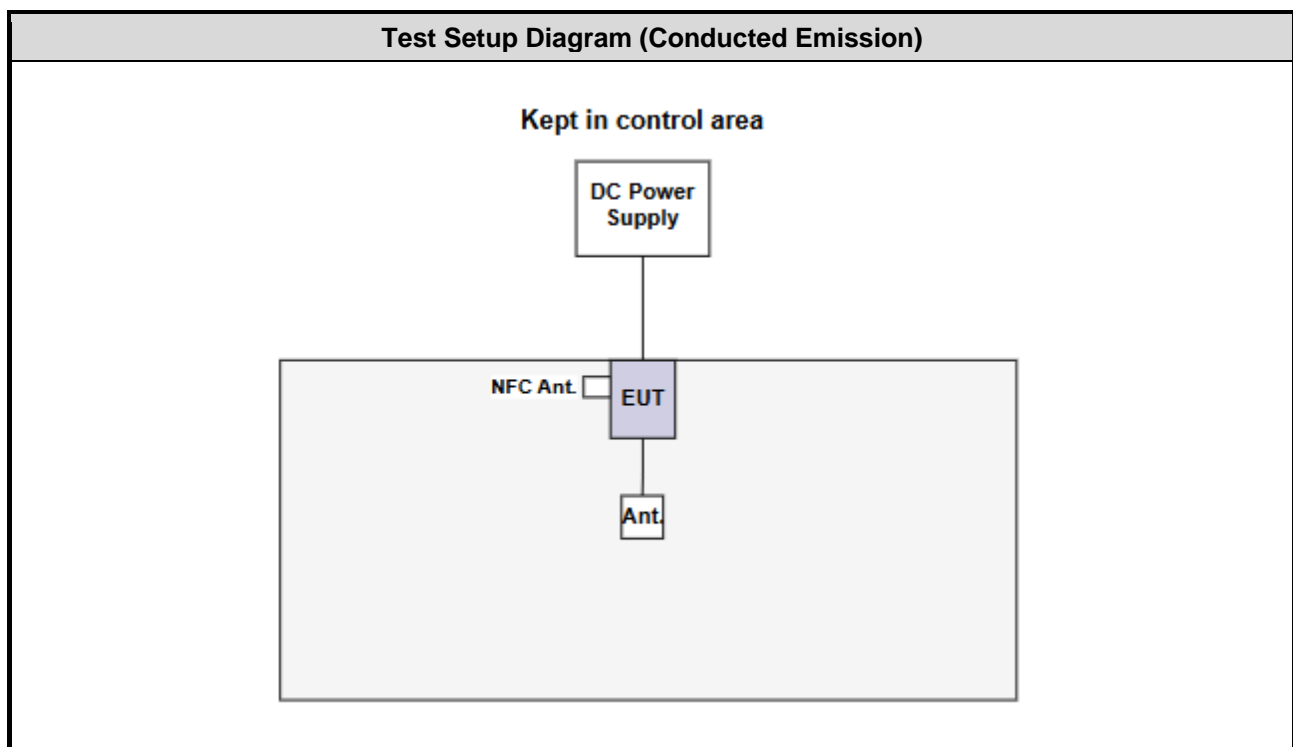 Test Setup Diagram (Conducted Emission)
Kept in control area
DC Power
Supply
NFC Ant.
EUT
Ant.